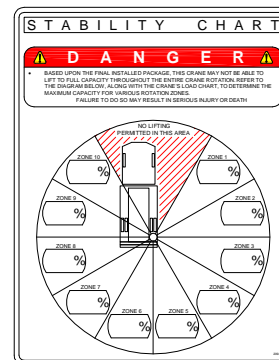 STABILITY CHART
DANGER
• BASED UPON THE FINAL INSTALLED PACKAGE, THIS CRANE MAY NOT BE ABLE TO
LIFT TO FULL CAPACITY THROUGHOUT THE ENTIRE CRANE ROTATION. REFER TO
THE DIAGRAM BELOW, ALONG WITH THE CRANE'S LOAD CHART, TO DETERMINE THE
MAXIMUM CAPACITY FOR VARIOUS ROTATION ZONES.
FAILURE TO DO SO MAY RESULT IN SERIOUS INJURY OR DEATH
NO LIFTING
PERMITTED IN THIS AREA
ZONE 10
%
ZONE 1
%
ZONE 9
%
ZONE 2
%
ZONE 8
%
ZONE 3
%
ZONE 7
%
ZONE 4
%
ZONE 6
%
ZONE 5
%